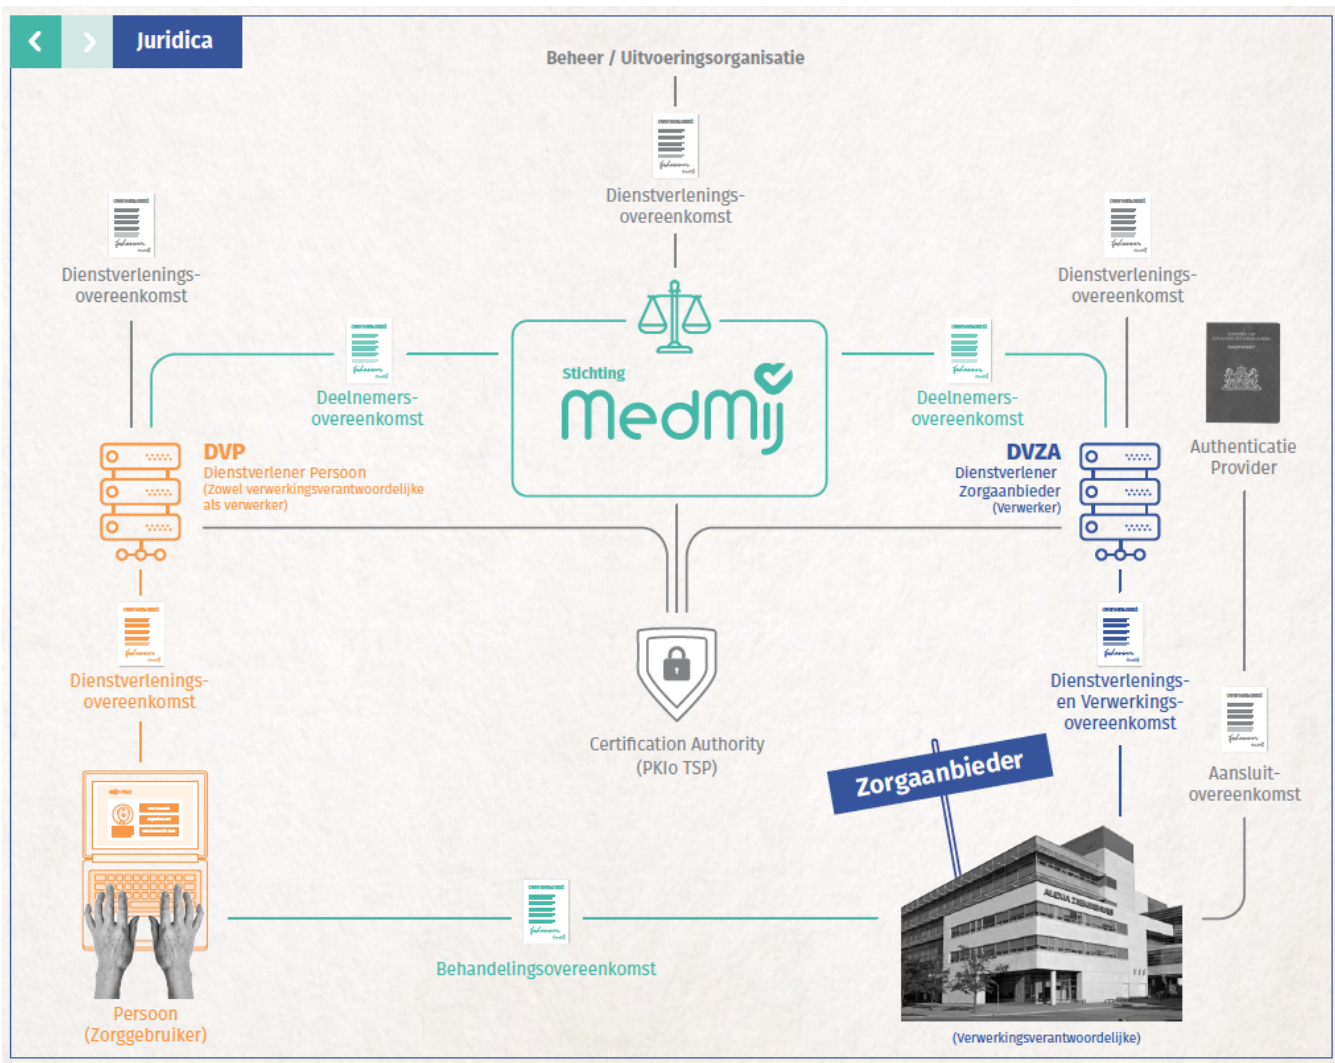 Juridica
Beheer / Uitvoeringsorganisatie
Dienstverlenings-
overeenkomst
Dienstverlenings-
overeenkomst
Dienstverlenings-
overeenkomst
Stichting
MedMij
Deelnemers-
overeenkomst
Deelnemers-
overeenkomst
DVP
Dienstverlener Persoon
(Zowel verwerkingsverantwoordelijke
als verwerker)
DVZA
Dienstverlener
Zorgaanbieder
(Verwerker)
Authenticatie
Provider
Dienstverlenings-
overeenkomst
Certification Authority
(PKIo TSP)
Dienstverlenings-
en Verwerkings-
overeenkomst
Aansluit-
overeenkomst
Zorgaanbieder
Behandelingsovereenkomst
Persoon
(Zorggebruiker)
(Verwerkingsverantwoordelijke)